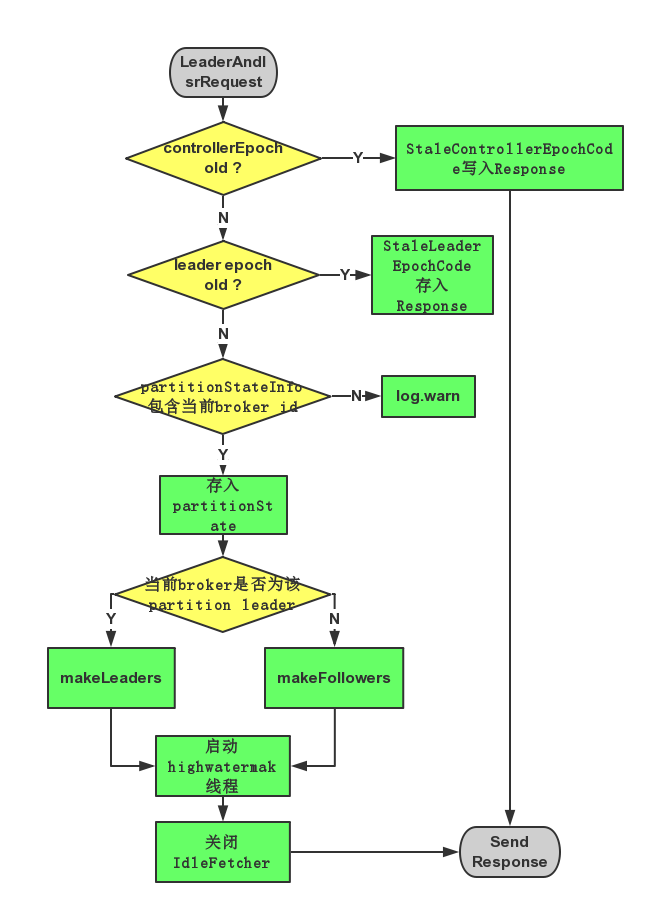 LeaderAndI
srRequest
controllerEpoch
old ?
Y
StaleControllerEpochCod
e写入Response
N
leader epoch
old ?
Y
StaleLeader
EpochCode
存入
Response
N
partitionStateInfo
包含当前broker id
N
log.warn
Y
存入
partitionSt
ate
当前broker是否为该
partition leader
Y
N
makeLeaders
makeFollowers
启动
highwatermak
线程
关闭
IdleFetcher
Send
Response